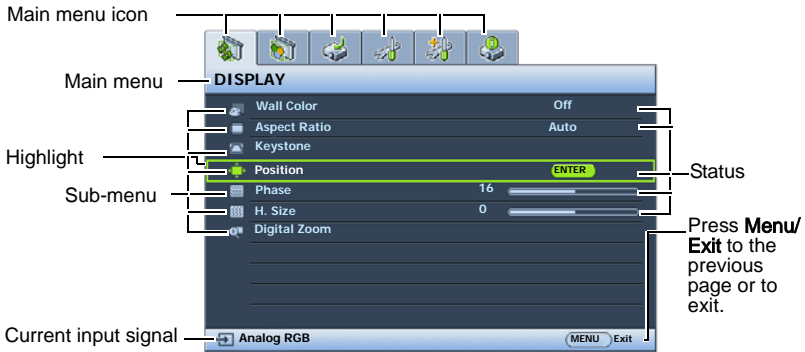 Main menu icon
Main menu
DISPLAY
Wall Color Off
Aspect Ratio Auto
Keystone
Highlight
Position ENTER
Status
Sub-menu
Phase 16
H. Size 0
Digital Zoom
Press Menu/
Exit to the
previous
page or to
exit.
Current input signal
Analog RGB
MENU Exit